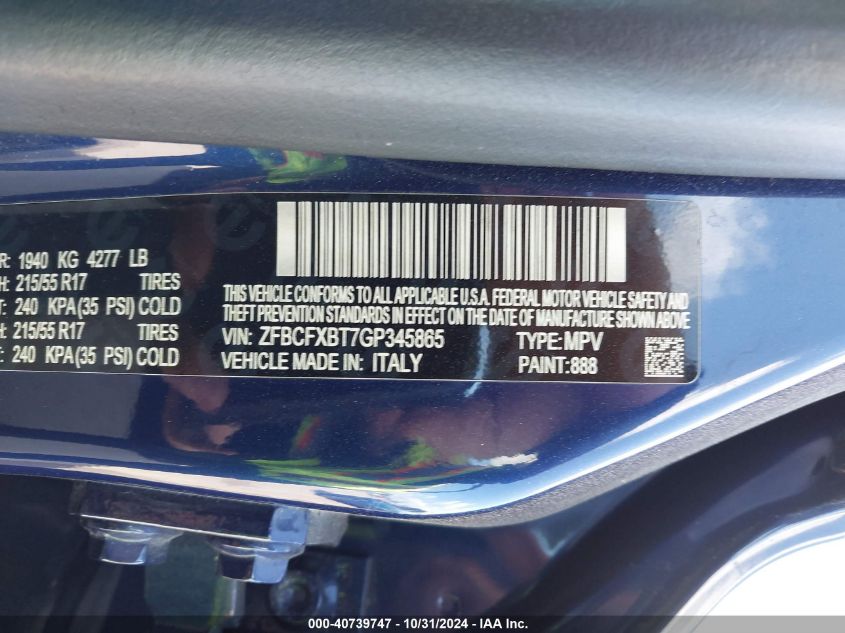 R: 1940 KG 4277 LB
H: 215/55 R17 TIRES
T: 240 KPA(35 PSI) COLD
H: 215/55 R17 TIRES
T: 240 KPA(35 PSI) COLD
THIS VEHICLE CONFORMS TO ALL APPLICABLE U.S.A. FEDERAL MOTOR VEHICLE SAFETY AND
THEFT PREVENTION STANDARDS IN EFFECT ON THE DATE OF MANUFACTURE SHOWN ABOVE
VIN: ZFBCFXBT7GP345865 TYPE: MPV
VEHICLE MADE IN: ITALY PAINT: 888
000-40739747 - 10/31/2024 - IAA Inc.